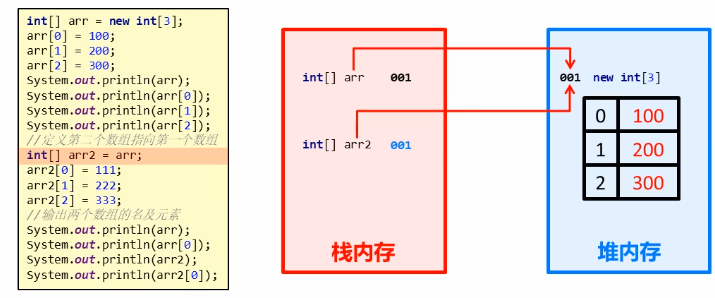 int[] arr = new int[3];
arr[0] = 100;
arr[1] = 200;
arr[2] = 300;
System.out.println(arr);
System.out.println(arr[0]);
System.out.println(arr[1]);
System.out.println(arr[2]);
//定义第二个数组指向第一个数组
int[] arr2 = arr;
arr2[0] = 111;
arr2[1] = 222;
arr2[2] = 333;
//输出两个数组的名及元素
System.out.println(arr);
System.out.println(arr[0]);
System.out.println(arr2);
System.out.println(arr2[0]);
int[] arr 001
int[] arr2 001
栈内存
001 new int[3]
0 100
1 200
2 300
堆内存